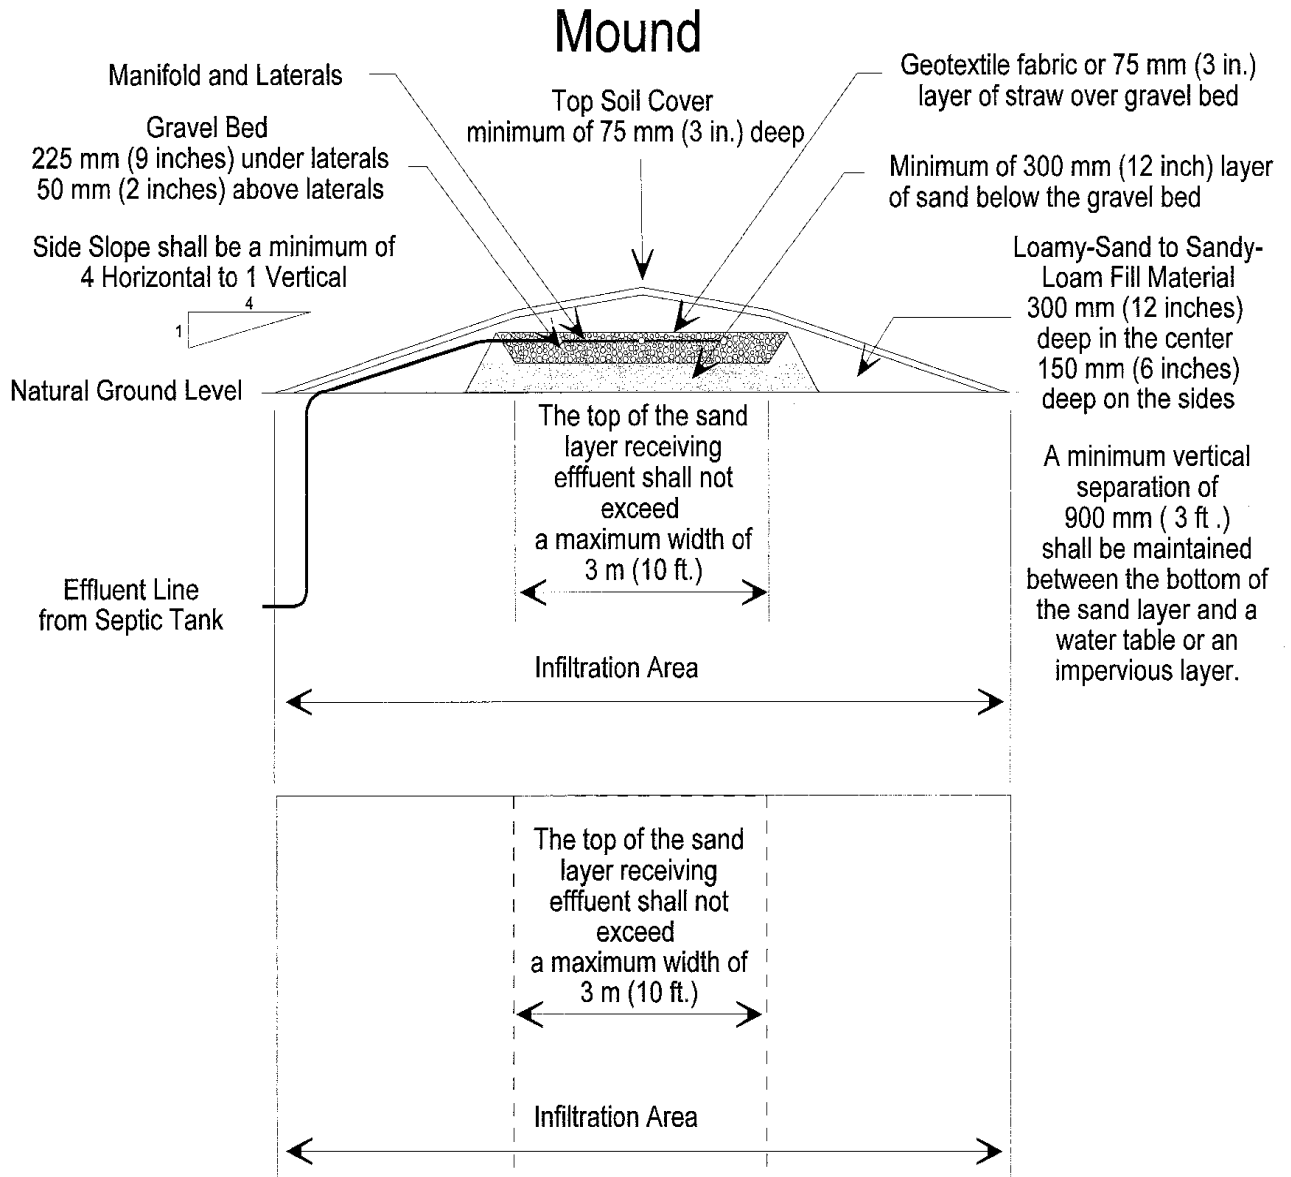 Mound
Manifold and Laterals
Gravel Bed
225 mm (9 inches) under laterals
50 mm (2 inches) above laterals
Side Slope shall be a minimum of
4 Horizontal to 1 Vertical
4
1
Natural Ground Level
Effluent Line
from Septic Tank
Top Soil Cover
minimum of 75 mm (3 in.) deep
Geotextile fabric or 75 mm (3 in.)
layer of straw over gravel bed
Minimum of 300 mm (12 inch) layer
of sand below the gravel bed
Loamy-Sand to Sandy-
Loam Fill Material
300 mm (12 inches)
deep in the center
150 mm (6 inches)
deep on the sides
A minimum vertical
separation of
900 mm ( 3 ft .)
shall be maintained
between the bottom of
the sand layer and a
water table or an
impervious layer.
The top of the sand
layer receiving
efffuent shall not
exceed
a maximum width of
3 m (10 ft.)
Infiltration Area
The top of the sand
layer receiving
efffuent shall not
exceed
a maximum width of
3 m (10 ft.)
Infiltration Area